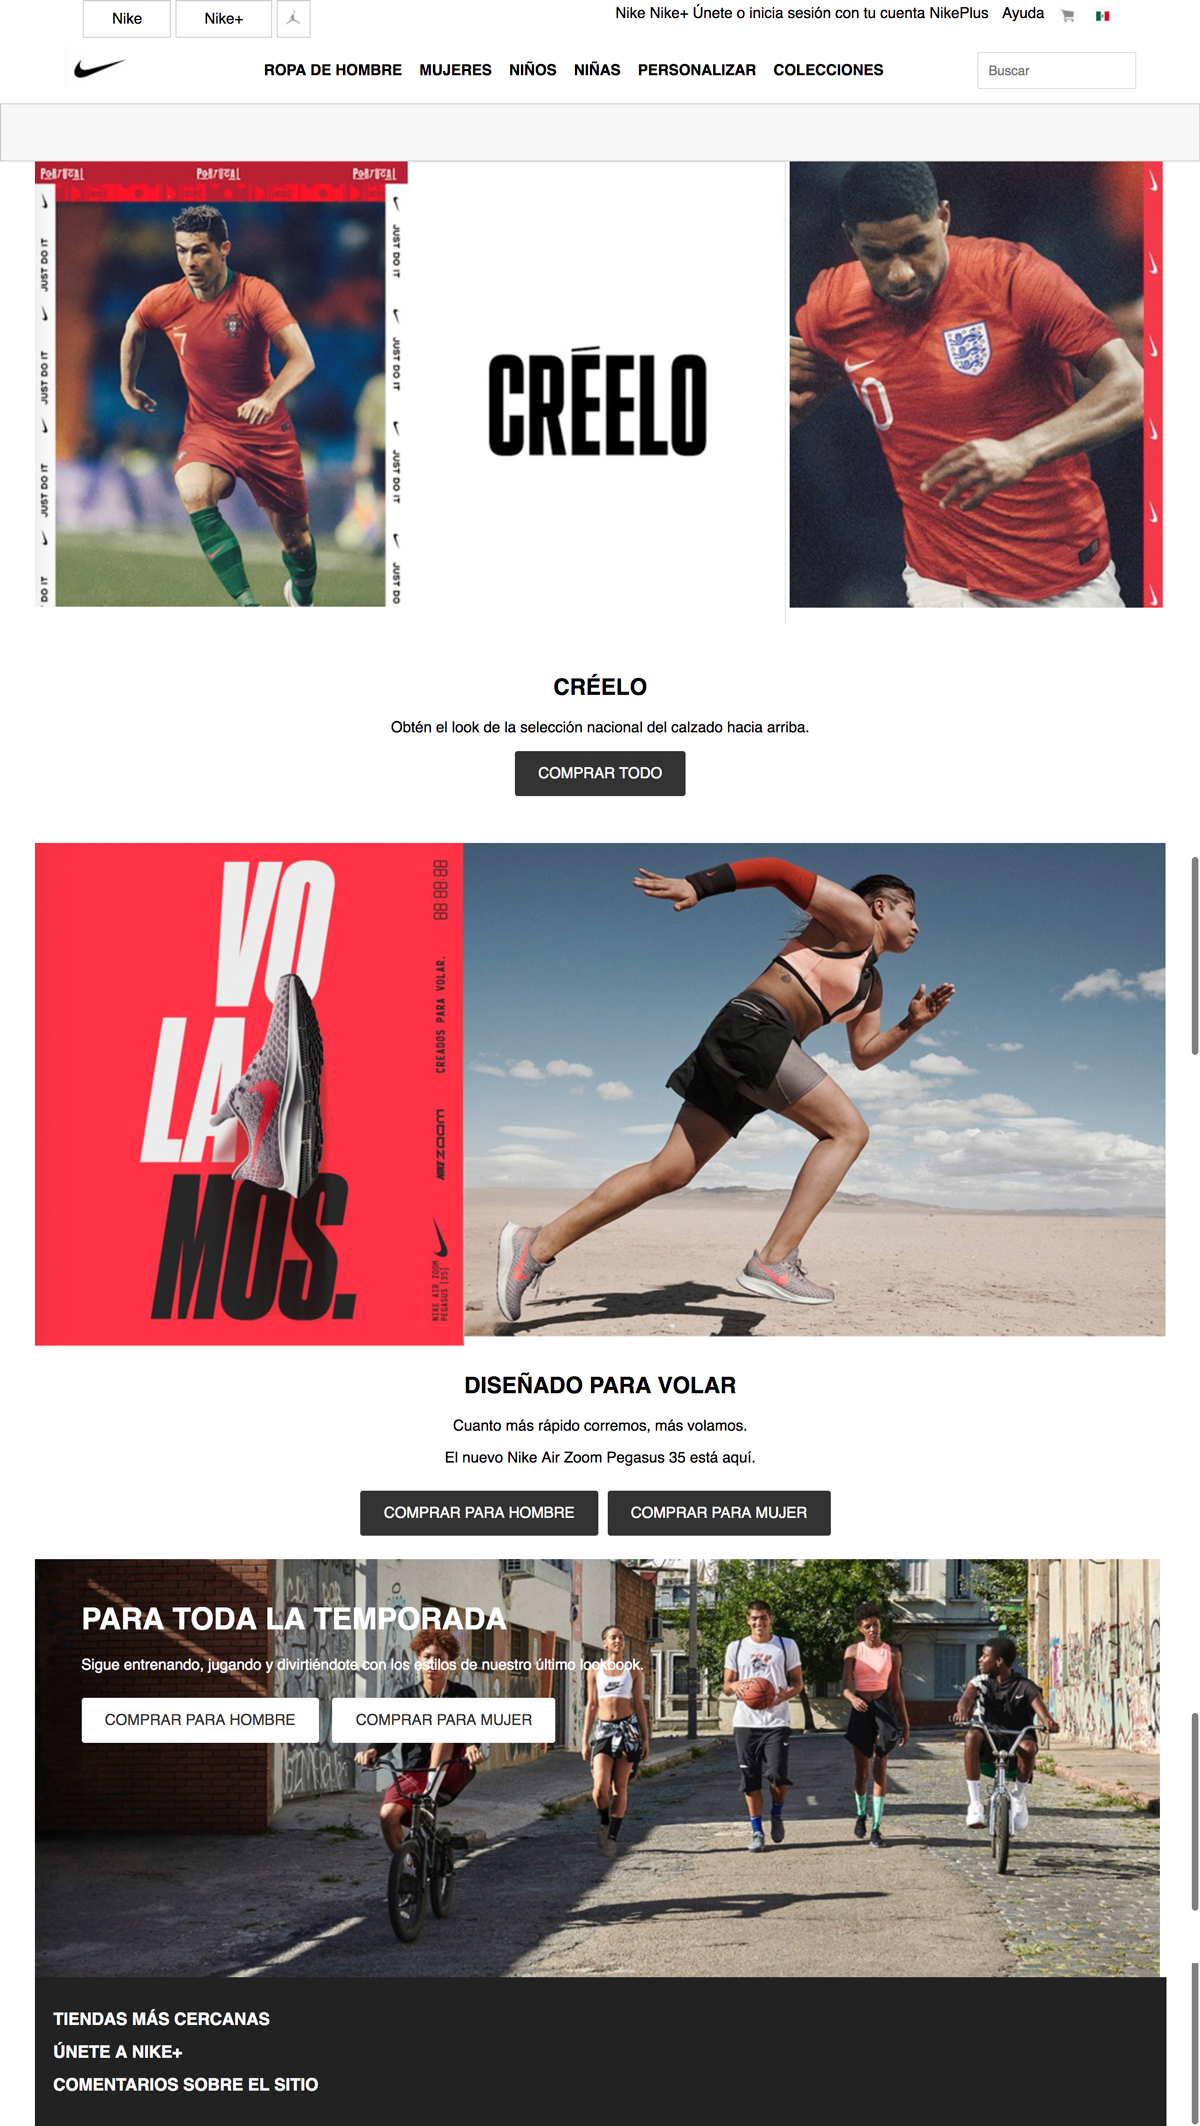 Nike
Nike+
Nike Nike+ Únete o inicia sesión con tu cuenta NikePlus
Ayuda
ROPA DE HOMBRE
MUJERES
NIÑOS
NIÑAS
PERSONALIZAR
COLECCIONES
Buscar
PORTUGAL PORTUGAL PORTUGAL
JUST DO IT
JUST DO IT
JUST DO IT
DO IT
7
JUST DO IT
JUST DO IT
JUST DO IT
JUST DO
CRÉELO
10
CRÉELO
Obtén el look de la selección nacional del calzado hacia arriba.
COMPRAR TODO
VO
LA
MOS.
88:88:88
CREADOS PARA VOLAR.
NIKE ZOOM
NIKE AIR ZOOM
PEGASUS [35]
DISEÑADO PARA VOLAR
Cuanto más rápido corremos, más volamos.
El nuevo Nike Air Zoom Pegasus 35 está aquí.
COMPRAR PARA HOMBRE
COMPRAR PARA MUJER
PARA TODA LA TEMPORADA
Sigue entrenando, jugando y divirtiéndote con los estilos de nuestro último lookbook.
COMPRAR PARA HOMBRE
COMPRAR PARA MUJER
TIENDAS MÁS CERCANAS
ÚNETE A NIKE+
COMENTARIOS SOBRE EL SITIO